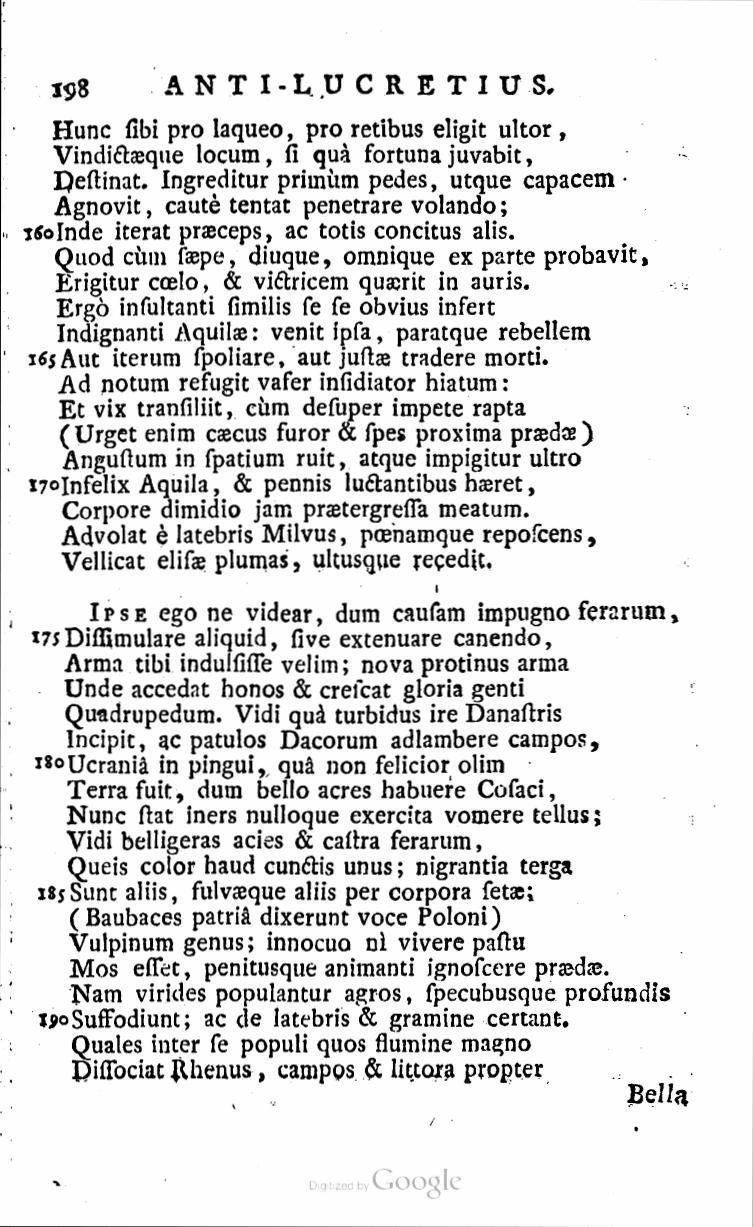 198 ANTI-LUCRETIUS.
Hunc ſibi pro laqueo, pro retibus eligit ultor,
Vindictæque locum, ſi quà fortuna juvabit,
Deſtinat. Ingreditur primùm pedes, utque capacem
Agnovit, cautè tentat penetrare volando;
160 Inde iterat præceps, ac totis concitus alis.
Quod cùm ſæpe, diuque, omnique ex parte probavit,
Erigitur cœlo, & victricem quærit in auris.
Ergò inſultanti ſimilis ſe ſe obvius infert
Indignanti Aquilæ: venit ipſa, paratque rebellem
165 Aut iterum ſpoliare, aut juſtæ tradere morti.
Ad notum refugit vafer inſidiator hiatum:
Et vix tranſiliit, cùm deſuper impete rapta
(Urget enim cæcus furor & ſpes proxima prædæ)
Anguſtum in ſpatium ruit, atque impigitur ultro
170 Infelix Aquila, & pennis luctantibus hæret,
Corpore dimidio jam prætergreſſa meatum.
Advolat è latebris Milvus, pœnamque repoſcens,
Vellicat eliſæ plumas, ultusque recedit.
IPSE ego ne videar, dum cauſam impugno ferarum,
175 Diſſimulare aliquid, ſive extenuare canendo,
Arma tibi indulſiſſe velim; nova protinus arma
Unde accedat honos & creſcat gloria genti
Quadrupedum. Vidi quà turbidus ire Danaſtris
Incipit, ac patulos Dacorum adlambere campos,
180 Ucraniâ in pingui, quâ non felicior olim
Terra fuit, dum bello acres habuere Coſaci,
Nunc ſtat iners nulloque exercita vomere tellus;
Vidi belligeras acies & caſtra ferarum,
Queis color haud cunctis unus; nigrantia terga
185 Sunt aliis, fulvæque aliis per corpora ſetæ;
(Baubaces patriâ dixerunt voce Poloni)
Vulpinum genus; innocuo nì vivere paſtu
Mos eſſet, penitusque animanti ignoſcere prædæ.
Nam virides populantur agros, ſpecubusque profundis
190 Suffodiunt; ac de latebris & gramine certant.
Quales inter ſe populi quos flumine magno
Diſſociat Rhenus, campos & littora propter
Bella
Digitized by Google